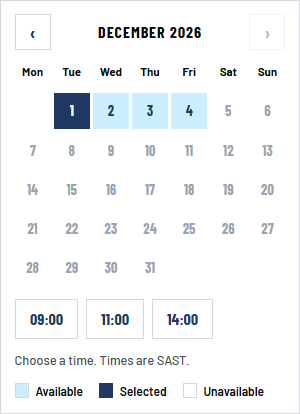 ‹ DECEMBER 2026 ›
Mon Tue Wed Thu Fri Sat Sun
1 2 3 4 5 6
7 8 9 10 11 12 13
14 15 16 17 18 19 20
21 22 23 24 25 26 27
28 29 30 31
09:00 11:00 14:00
Choose a time. Times are SAST.
Available Selected Unavailable